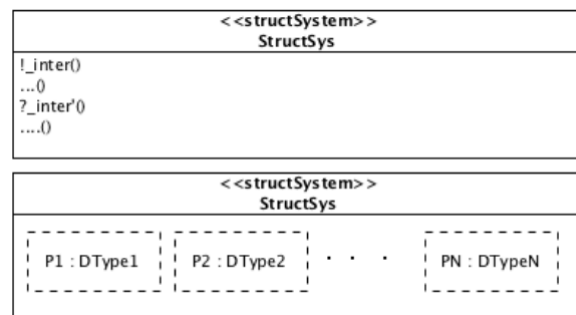 <<structSystem>>
StructSys
!_inter()
...()
?_inter'()
....()
<<structSystem>>
StructSys
P1 : DType1 P2 : DType2 . . . PN : DTypeN